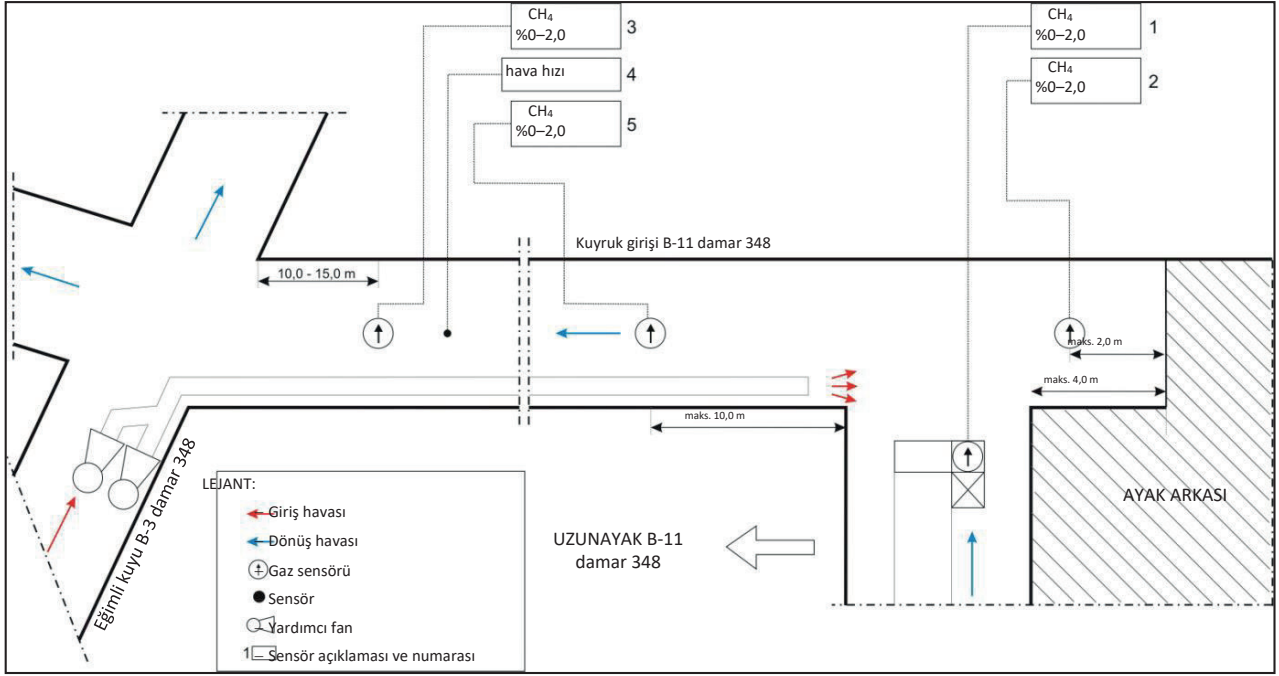 CH₄
%0–2,0
3
hava hızı
4
CH₄
%0–2,0
5
CH₄
%0–2,0
1
CH₄
%0–2,0
2
Kuyruk girişi B-11 damar 348
10,0 - 15,0 m
maks. 2,0 m
maks. 4,0 m
maks. 10,0 m
Eğimli kuyu B-3 damar 348
AYAK ARKASI
UZUNAYAK B-11
damar 348
LEJANT:
– Giriş havası
– Dönüş havası
– Gaz sensörü
Sensör
– Yardımcı fan
1 – Sensör açıklaması ve numarası